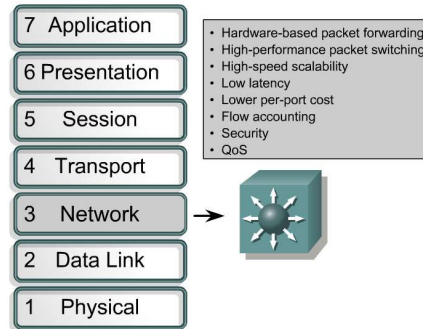 7 Application
6 Presentation
5 Session
4 Transport
3 Network
2 Data Link
1 Physical
• Hardware-based packet forwarding
• High-performance packet switching
• High-speed scalability
• Low latency
• Lower per-port cost
• Flow accounting
• Security
• QoS